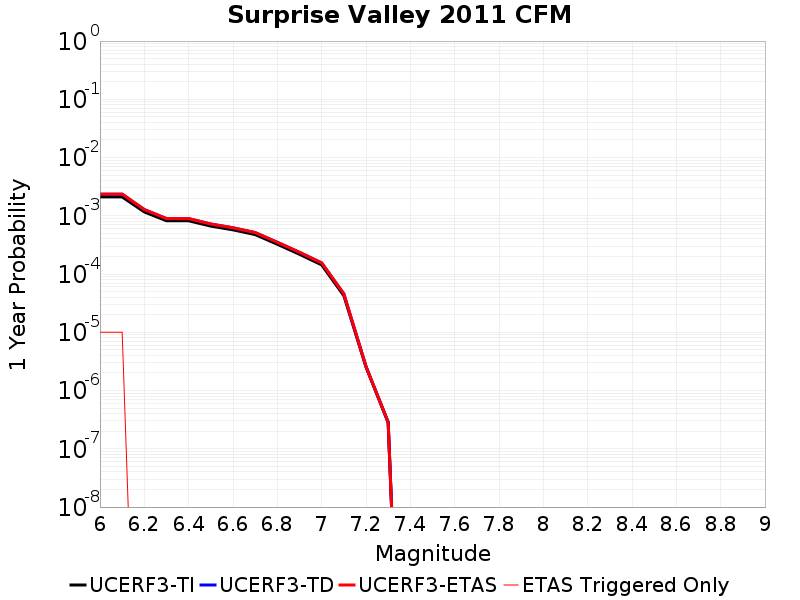 Surprise Valley 2011 CFM
1 Year Probability
10^0
10^-1
10^-2
10^-3
10^-4
10^-5
10^-6
10^-7
10^-8
6 6.2 6.4 6.6 6.8 7 7.2 7.4 7.6 7.8 8 8.2 8.4 8.6 8.8 9
Magnitude
UCERF3-TI UCERF3-TD UCERF3-ETAS ETAS Triggered Only